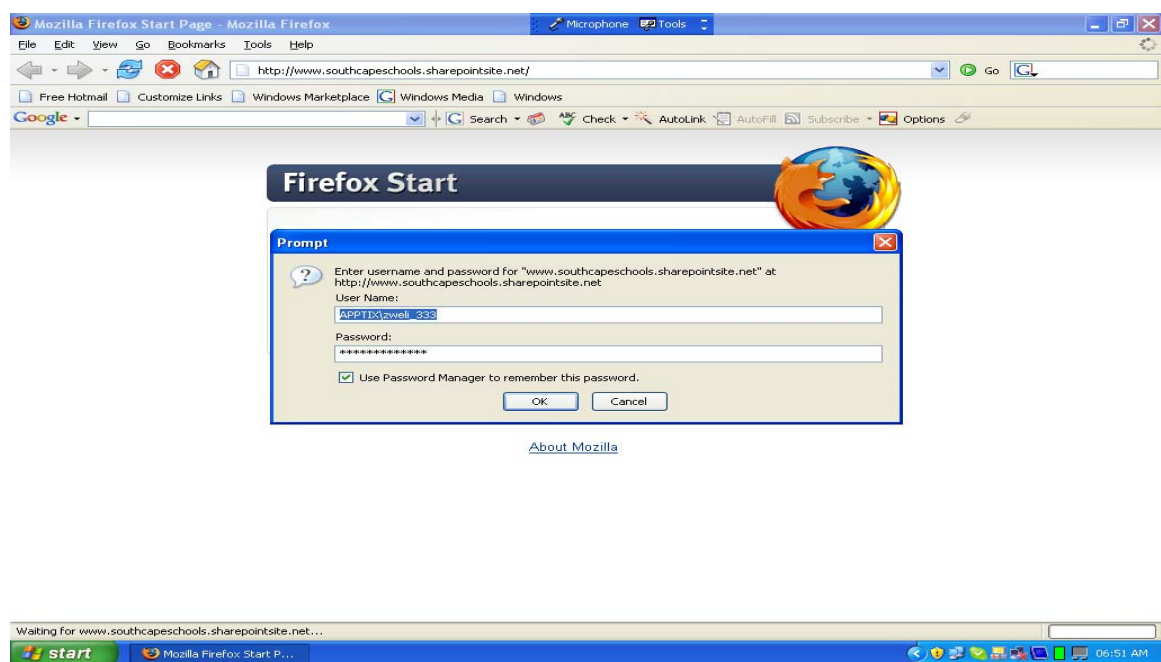 Mozilla Firefox Start Page - Mozilla Firefox
Microphone Tools
File Edit View Go Bookmarks Tools Help
http://www.southcapeschools.sharepointsite.net/ Go G
Free Hotmail Customize Links Windows Marketplace G Windows Media Windows
Google G Search ABC Check AutoLink AutoFill Subscribe Options
Firefox Start
Prompt
? Enter username and password for "www.southcapeschools.sharepointsite.net" at
http://www.southcapeschools.sharepointsite.net
User Name:
APPTIX\zweli_333
Password:
*************
Use Password Manager to remember this password.
OK Cancel
About Mozilla
Waiting for www.southcapeschools.sharepointsite.net...
start Mozilla Firefox Start P... 06:51 AM